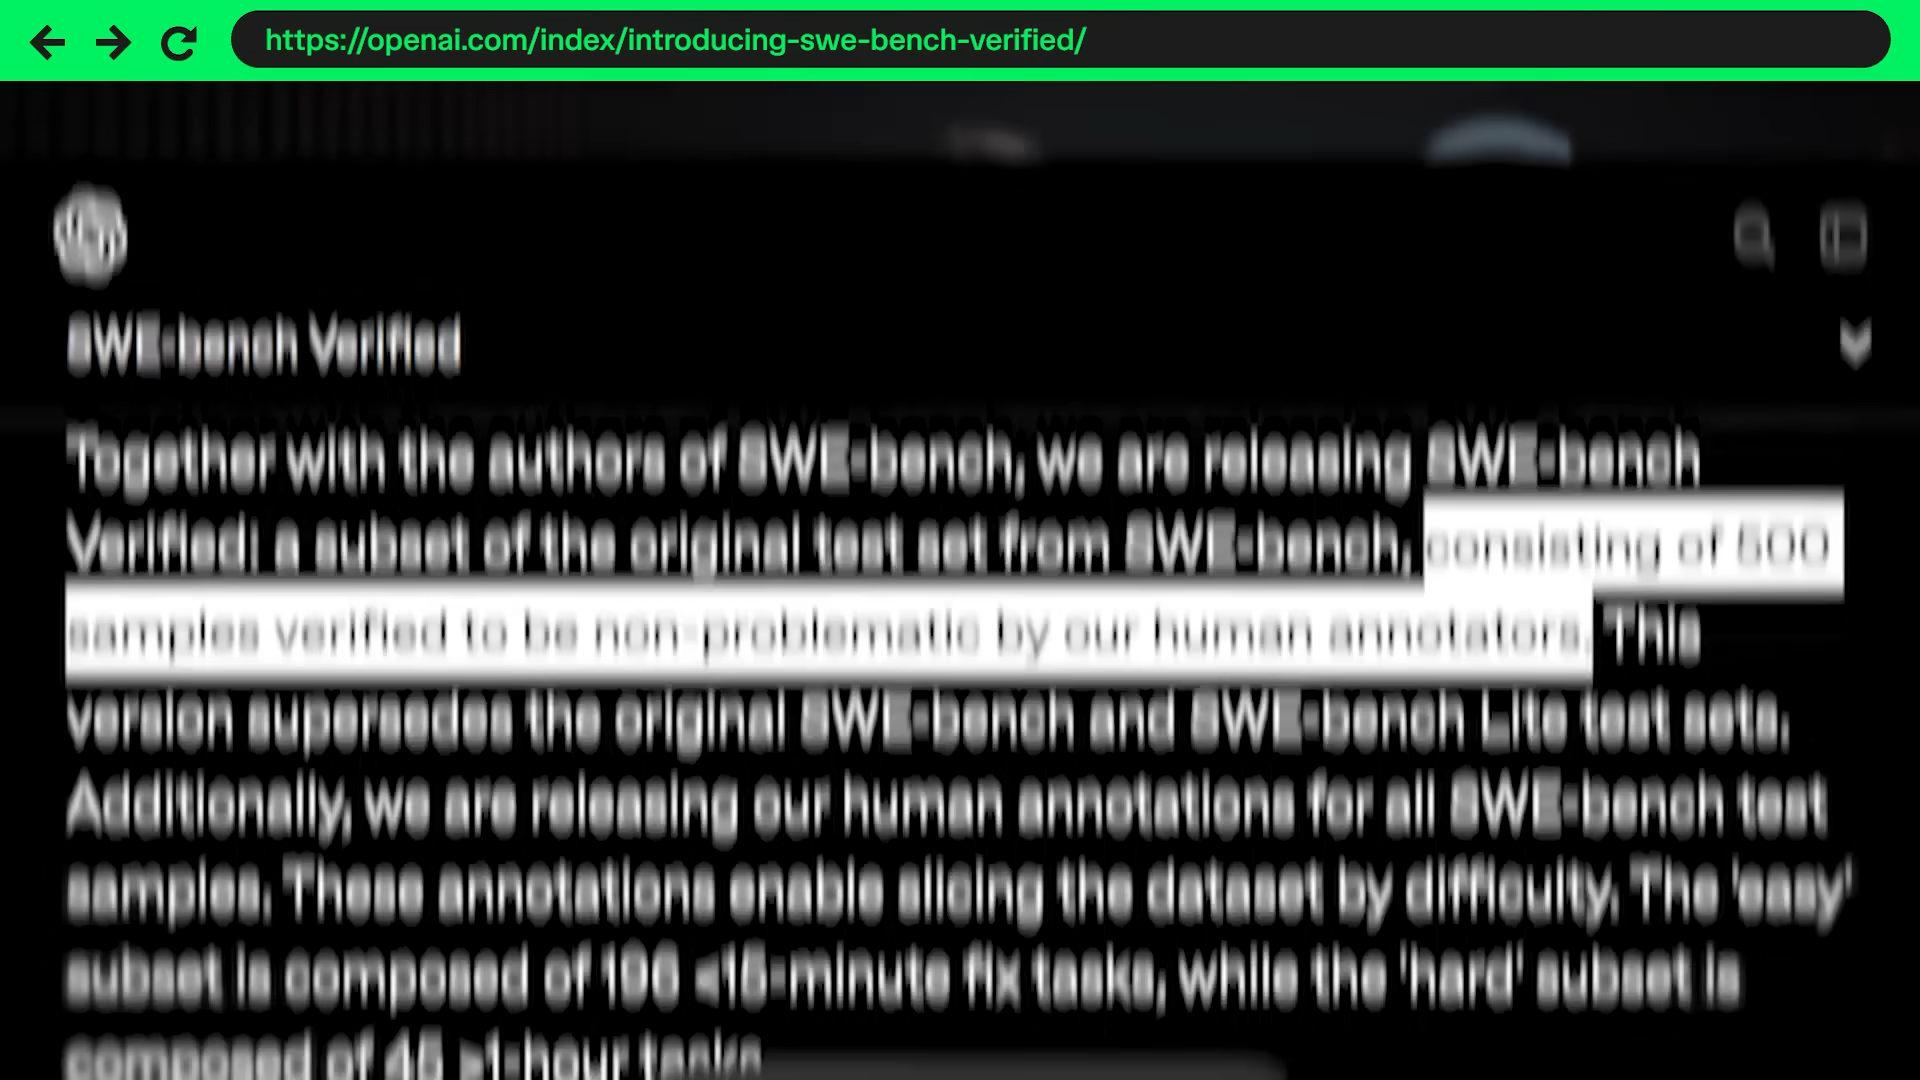 https://openai.com/index/introducing-swe-bench-verified/
SWE-bench Verified
Together with the authors of SWE-bench, we are releasing SWE-bench
Verified: a subset of the original test set from SWE-bench, consisting of 500
samples verified to be non-problematic by our human annotators. This
version supersedes the original SWE-bench and SWE-bench Lite test sets.
Additionally, we are releasing our human annotations for all SWE-bench test
samples. These annotations enable slicing the dataset by difficulty. The 'easy'
subset is composed of 196 <15-minute fix tasks, while the 'hard' subset is
composed of 45 >1-hour tasks